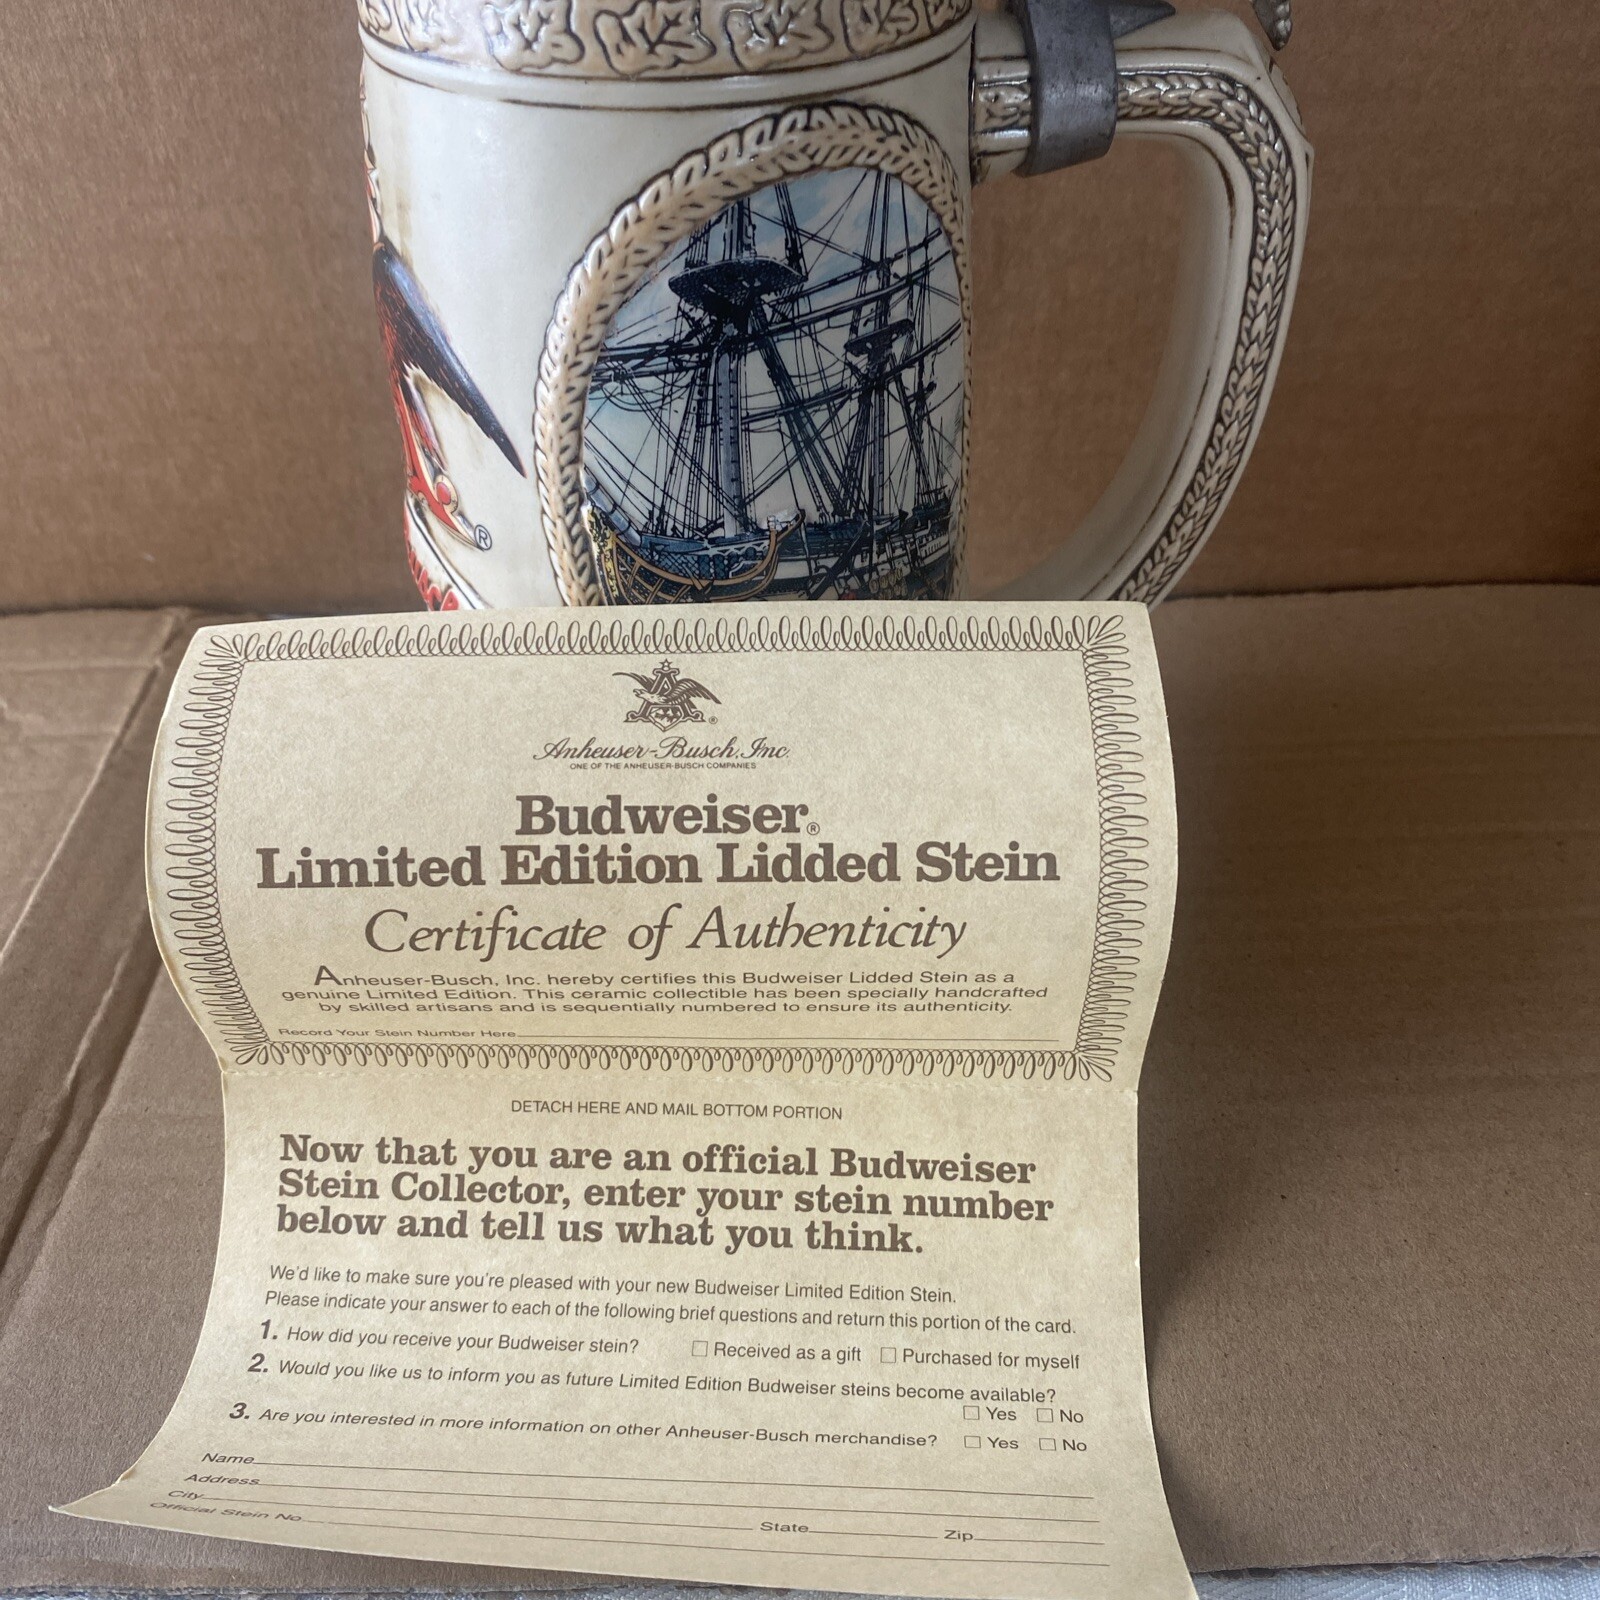 ®
®
Anheuser-Busch, Inc.
ONE OF THE ANHEUSER-BUSCH COMPANIES
Budweiser®
Limited Edition Lidded Stein
Certificate of Authenticity
Anheuser-Busch, Inc. hereby certifies this Budweiser Lidded Stein as a
genuine Limited Edition. This ceramic collectible has been specially handcrafted
by skilled artisans and is sequentially numbered to ensure its authenticity.
Record Your Stein Number Here
DETACH HERE AND MAIL BOTTOM PORTION
Now that you are an official Budweiser
Stein Collector, enter your stein number
below and tell us what you think.
We'd like to make sure you're pleased with your new Budweiser Limited Edition Stein.
Please indicate your answer to each of the following brief questions and return this portion of the card.
1. How did you receive your Budweiser stein? ☐ Received as a gift ☐ Purchased for myself
2. Would you like us to inform you as future Limited Edition Budweiser steins become available?
☐ Yes ☐ No
3. Are you interested in more information on other Anheuser-Busch merchandise? ☐ Yes ☐ No
Name
Address
City State Zip
Official Stein No.